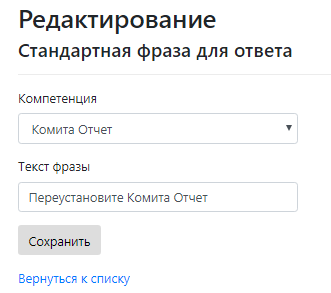 Редактирование
Стандартная фраза для ответа
Компетенция
Комита Отчет
Текст фразы
Переустановите Комита Отчет
Сохранить
Вернуться к списку